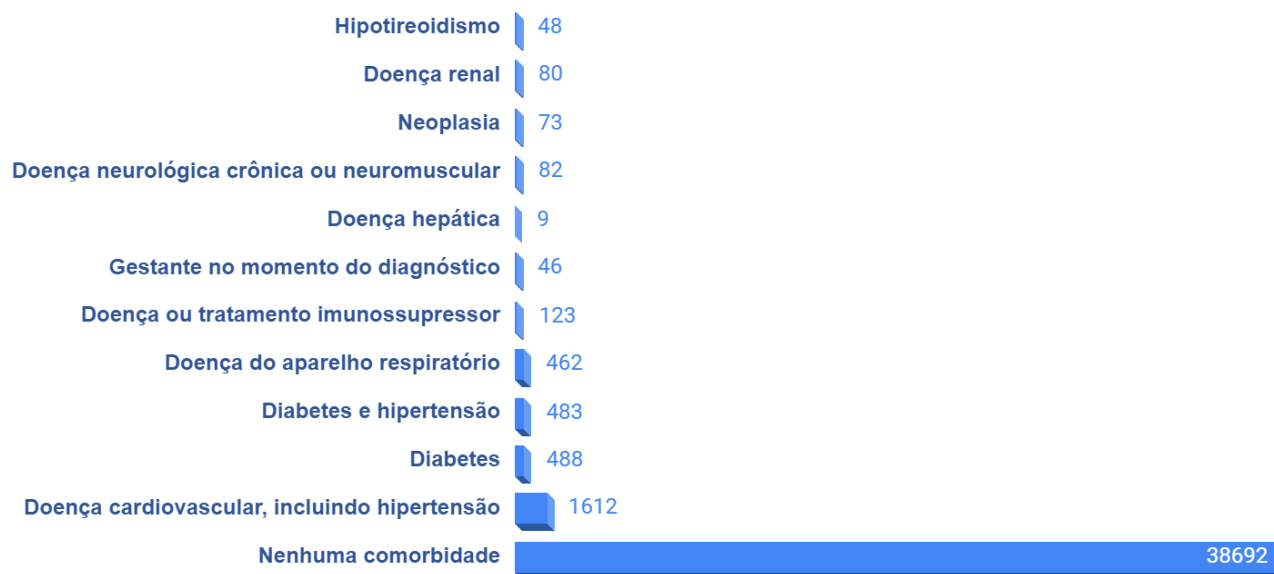 Hipotireoidismo 48
Doença renal 80
Neoplasia 73
Doença neurológica crônica ou neuromuscular 82
Doença hepática 9
Gestante no momento do diagnóstico 46
Doença ou tratamento imunossupressor 123
Doença do aparelho respiratório 462
Diabetes e hipertensão 483
Diabetes 488
Doença cardiovascular, incluindo hipertensão 1612
Nenhuma comorbidade 38692